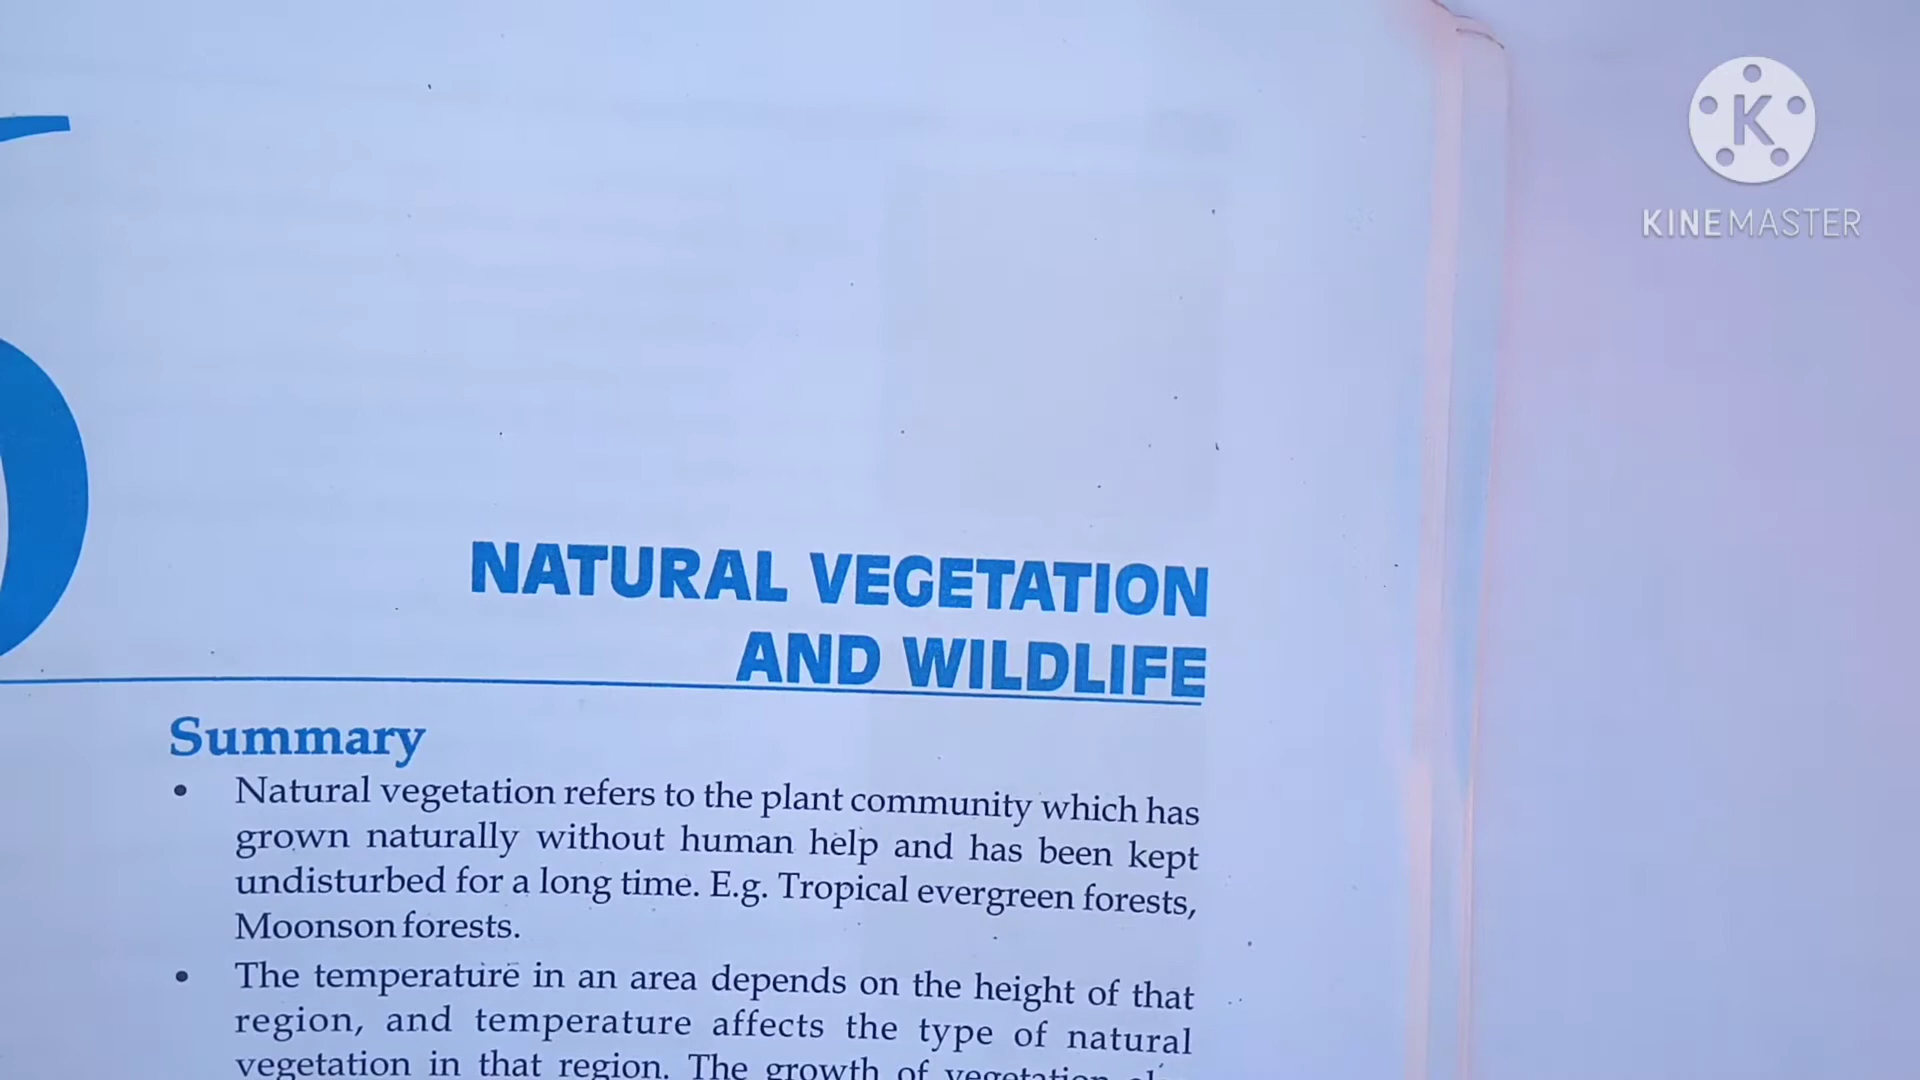 K
KINEMASTER
NATURAL VEGETATION
AND WILDLIFE
Summary
• Natural vegetation refers to the plant community which has
grown naturally without human help and has been kept
undisturbed for a long time. E.g. Tropical evergreen forests,
Moonson forests.
• The temperature in an area depends on the height of that
region, and temperature affects the type of natural
vegetation in that region. The growth of vegetation